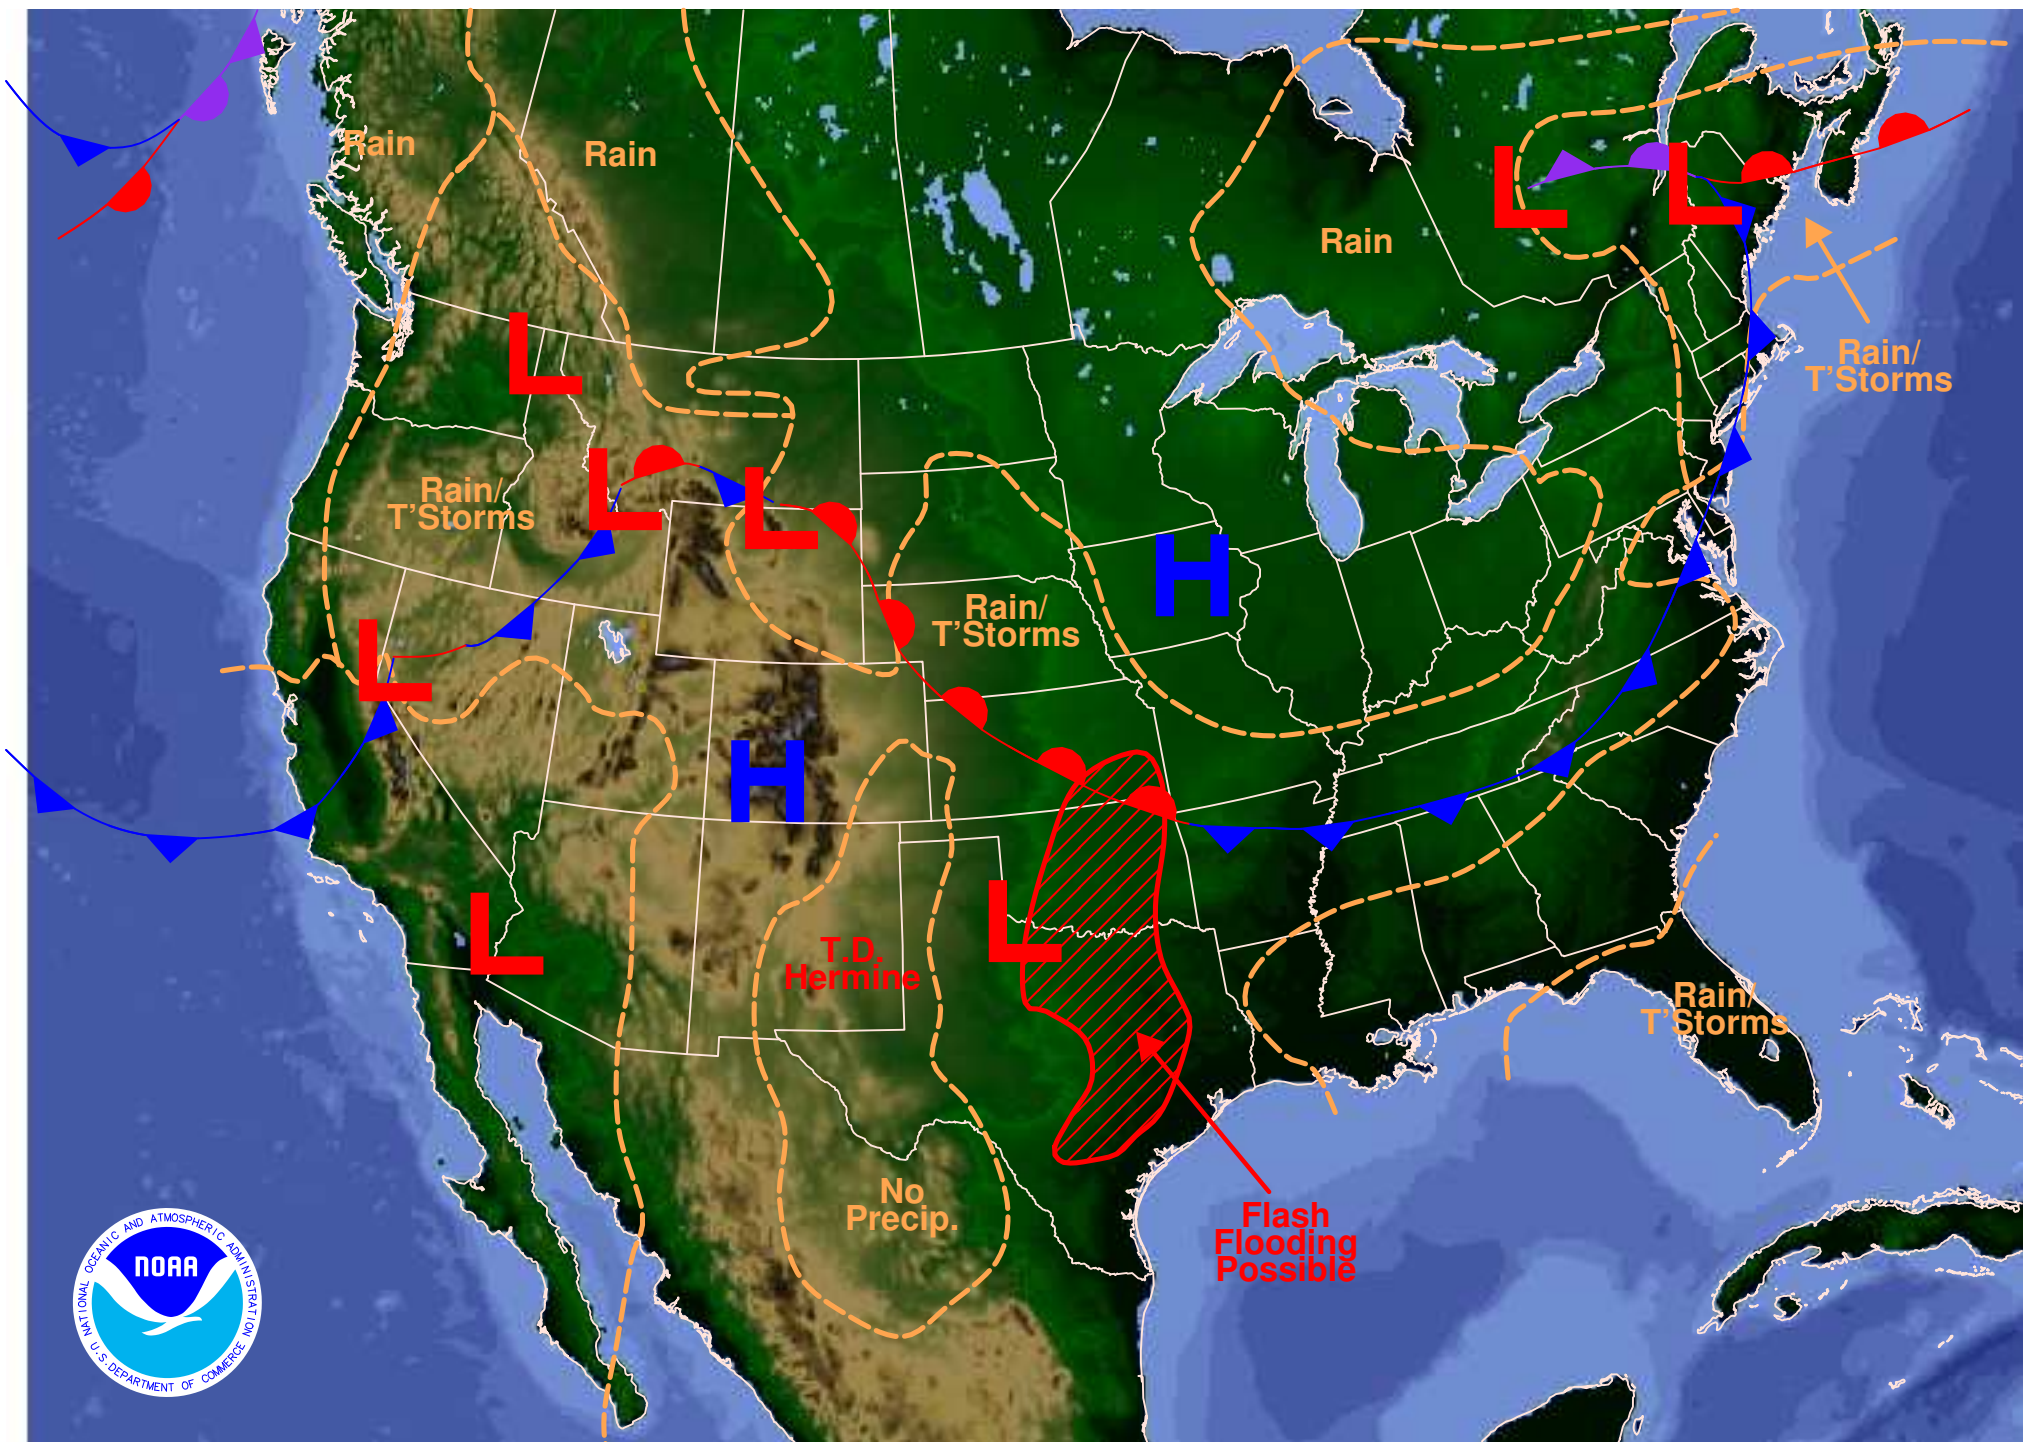 Rain
Rain
Rain
L
L
Rain/
T'Storms
L
Rain/
T'Storms
L
L
H
Rain/
T'Storms
L
H
L
L
T.D.
Hermine
Rain/
T'Storms
No
Precip.
Flash
Flooding
Possible
NATIONAL OCEANIC AND ATMOSPHERIC ADMINISTRATION
NOAA
U.S. DEPARTMENT OF COMMERCE